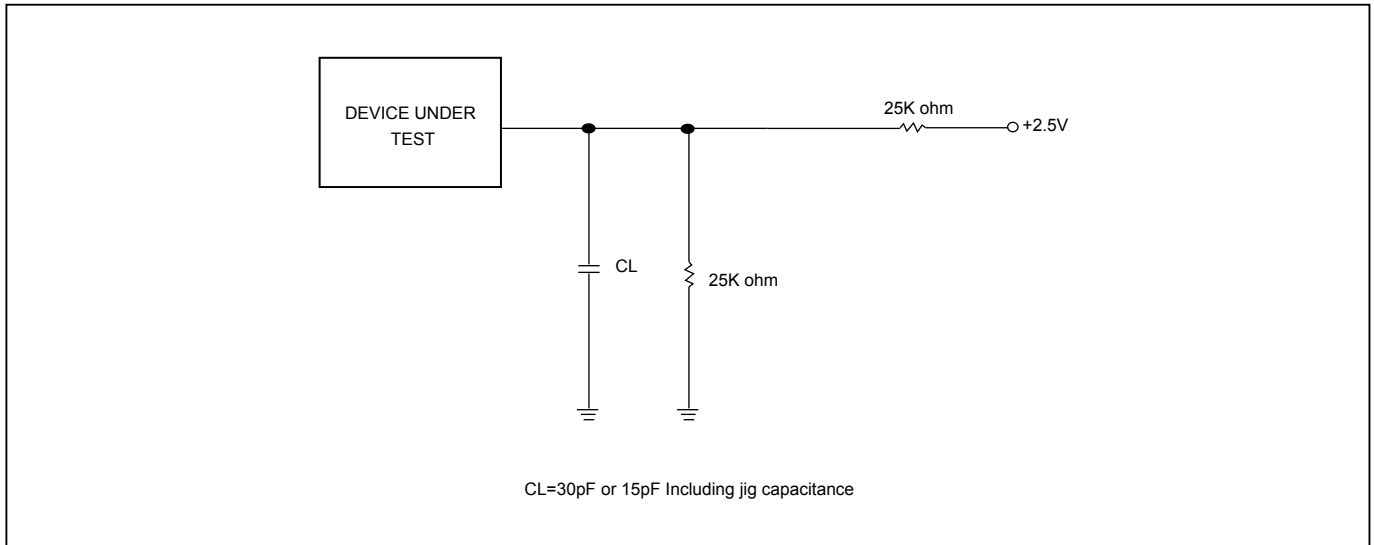 DEVICE UNDER
TEST
25K ohm
+2.5V
CL
25K ohm
CL=30pF or 15pF Including jig capacitance